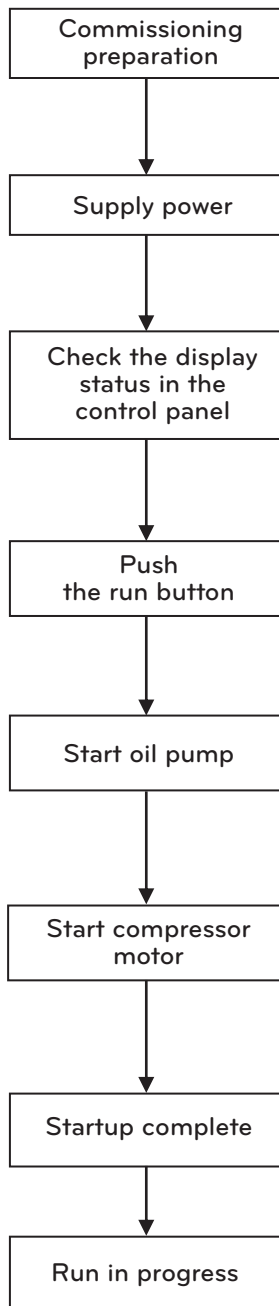 Commissioning
preparation
Supply power
Check the display
status in the
control panel
Push
the run button
Start oil pump
Start compressor
motor
Startup complete
Run in progress